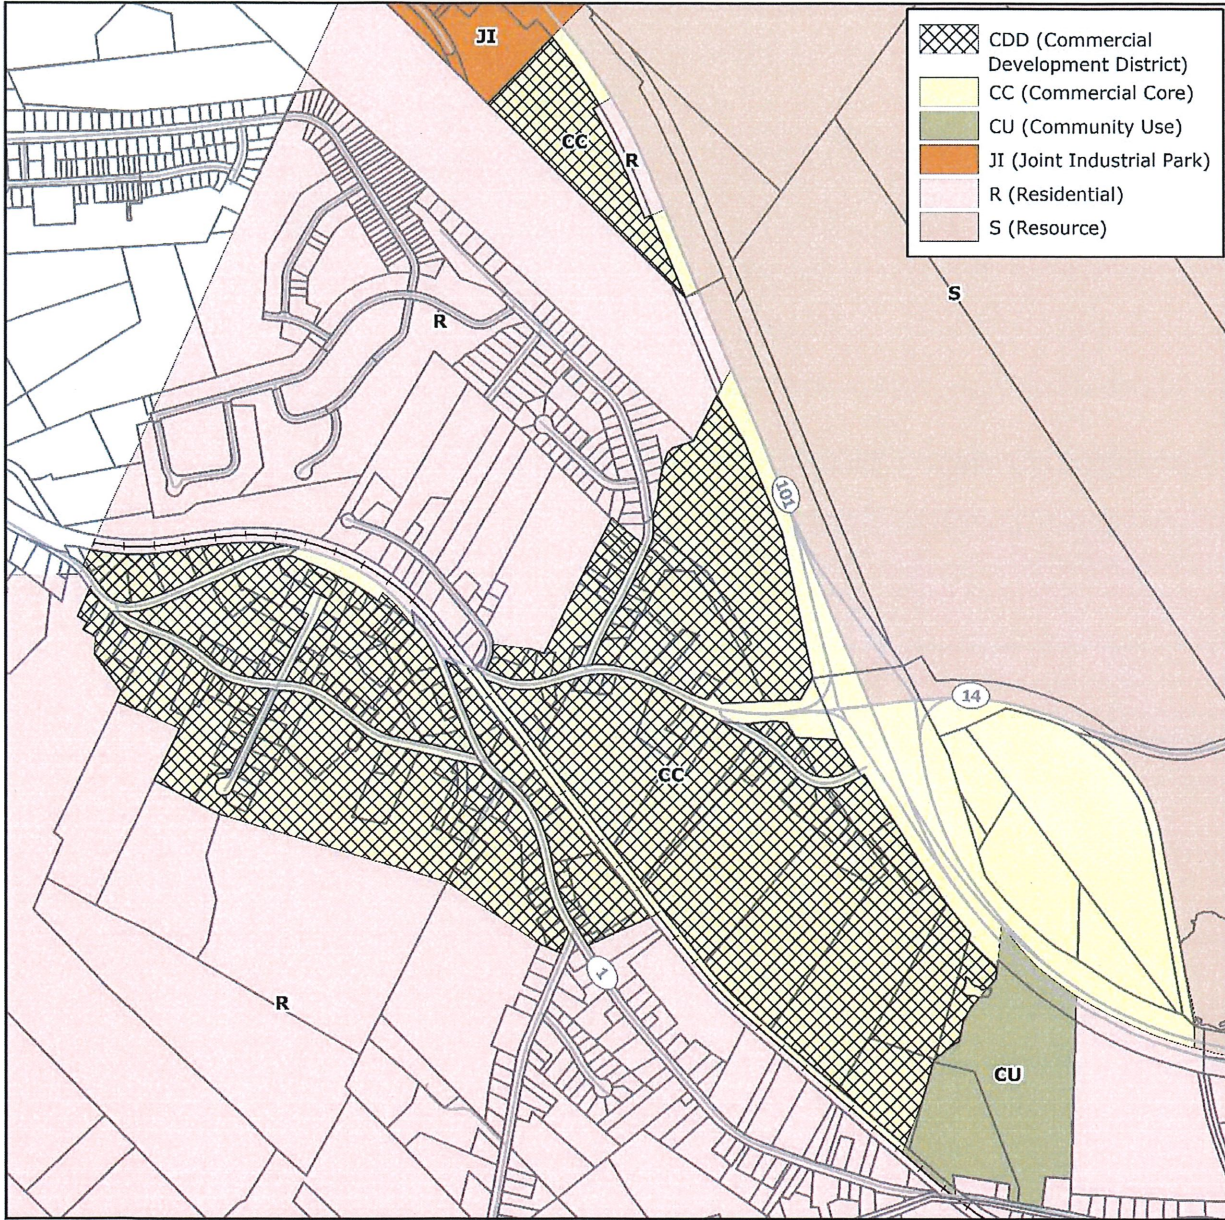 JI
CDD (Commercial
Development District)
CC (Commercial Core)
CU (Community Use)
JI (Joint Industrial Park)
R (Residential)
S (Resource)
CC
R
S
R
101
14
CC
R
1
CU